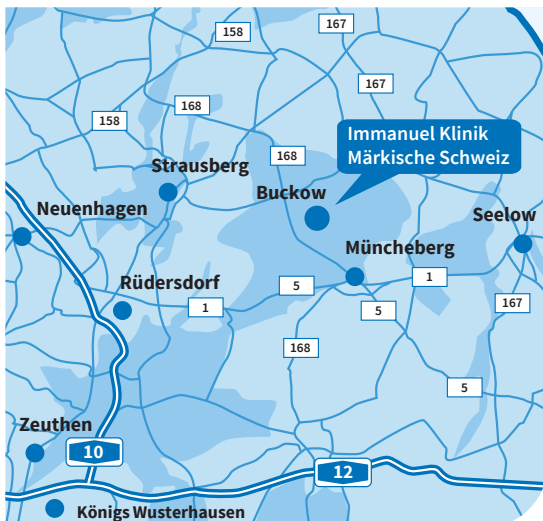 167
158
167
168
158
Immanuel Klinik
Märkische Schweiz
168
Strausberg
Buckow
Neuenhagen
Seelow
Müncheberg
1
Rüdersdorf
5
1
5
167
168
5
Zeuthen
10
12
Königs Wusterhausen